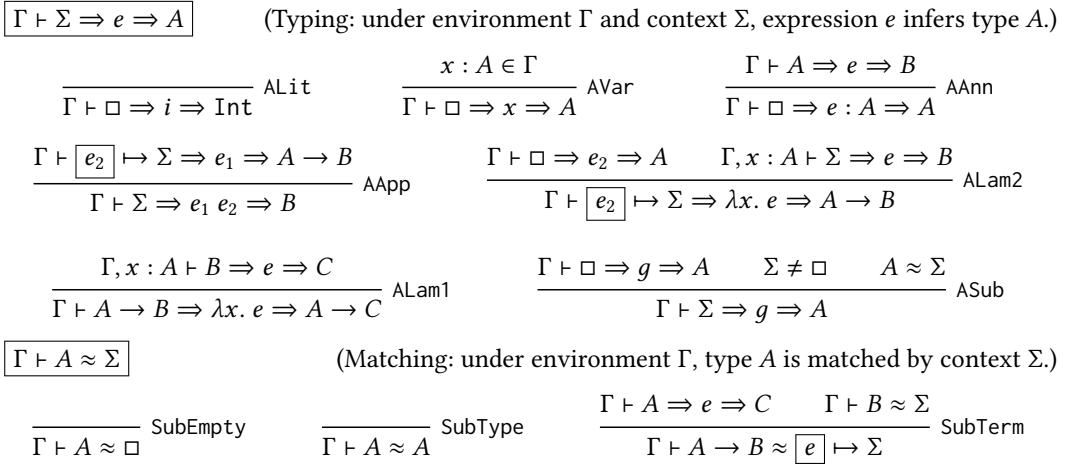 Γ ⊢ Σ ⇒ e ⇒ A (Typing: under environment Γ and context Σ, expression e infers type A.)
x : A ∈ Γ Γ ⊢ A ⇒ e ⇒ B
ALit AVar AAnn
Γ ⊢ □ ⇒ i ⇒ Int Γ ⊢ □ ⇒ x ⇒ A Γ ⊢ □ ⇒ e : A ⇒ A
Γ ⊢ [e₂] ↦ Σ ⇒ e₁ ⇒ A → B Γ ⊢ □ ⇒ e₂ ⇒ A Γ, x : A ⊢ Σ ⇒ e ⇒ B
AApp ALam2
Γ ⊢ Σ ⇒ e₁ e₂ ⇒ B Γ ⊢ [e₂] ↦ Σ ⇒ λx. e ⇒ A → B
Γ, x : A ⊢ B ⇒ e ⇒ C Γ ⊢ □ ⇒ g ⇒ A Σ ≠ □ A ≈ Σ
ALam1 ASub
Γ ⊢ A → B ⇒ λx. e ⇒ A → C Γ ⊢ Σ ⇒ g ⇒ A
Γ ⊢ A ≈ Σ (Matching: under environment Γ, type A is matched by context Σ.)
Γ ⊢ A ⇒ e ⇒ C Γ ⊢ B ≈ Σ
SubEmpty SubType SubTerm
Γ ⊢ A ≈ □ Γ ⊢ A ≈ A Γ ⊢ A → B ≈ [e] ↦ Σ